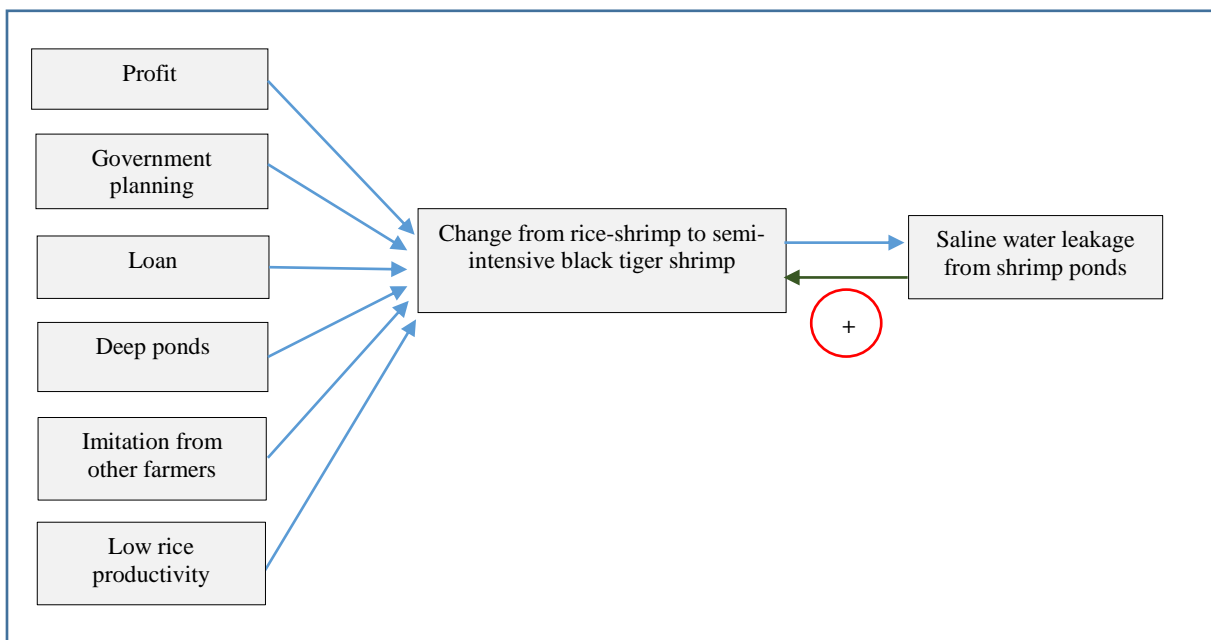 Profit
Government
planning
Loan
Deep ponds
Imitation from
other farmers
Low rice
productivity
Change from rice-shrimp to semi-
intensive black tiger shrimp
Saline water leakage
from shrimp ponds
+